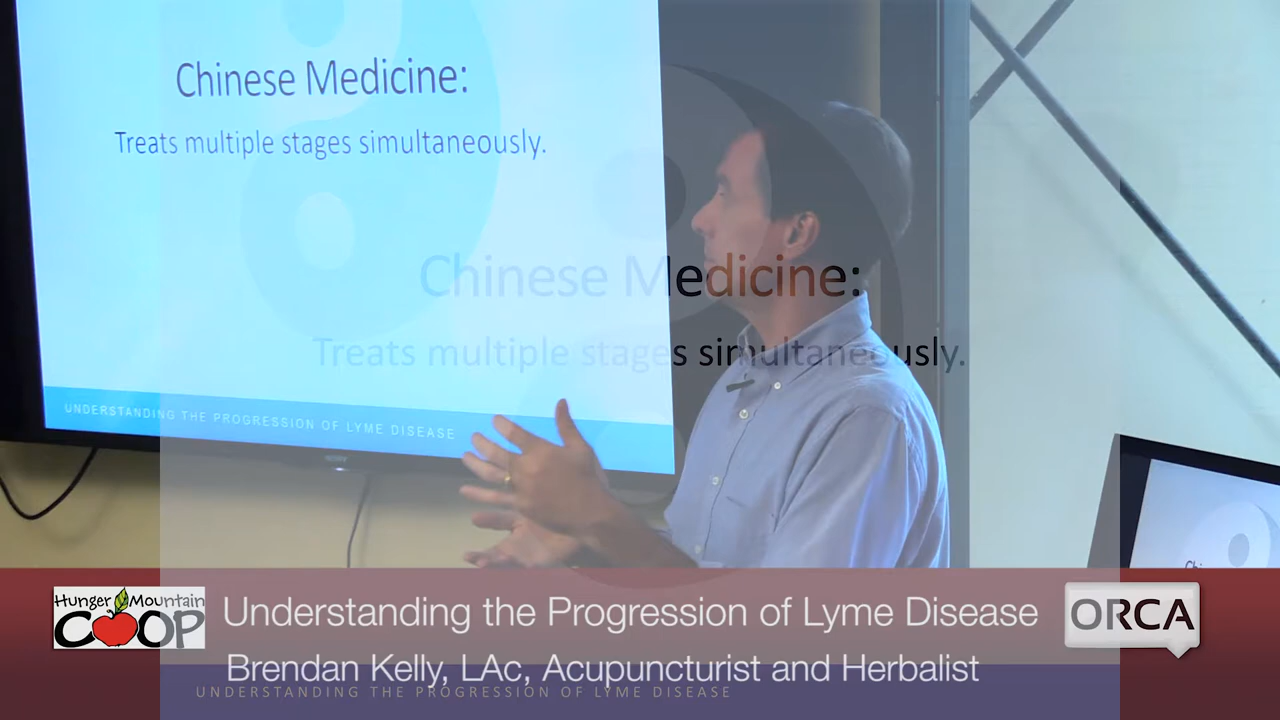 Chinese Medicine:
Treats multiple stages simultaneously.
Chinese Medicine:
Treats multiple stages simultaneously.
UNDERSTANDING THE PROGRESSION OF LYME DISEASE
Hunger Mountain
COOP
Understanding the Progression of Lyme Disease
ORCA
Brendan Kelly, LAc, Acupuncturist and Herbalist
UNDERSTANDING THE PROGRESSION OF LYME DISEASE